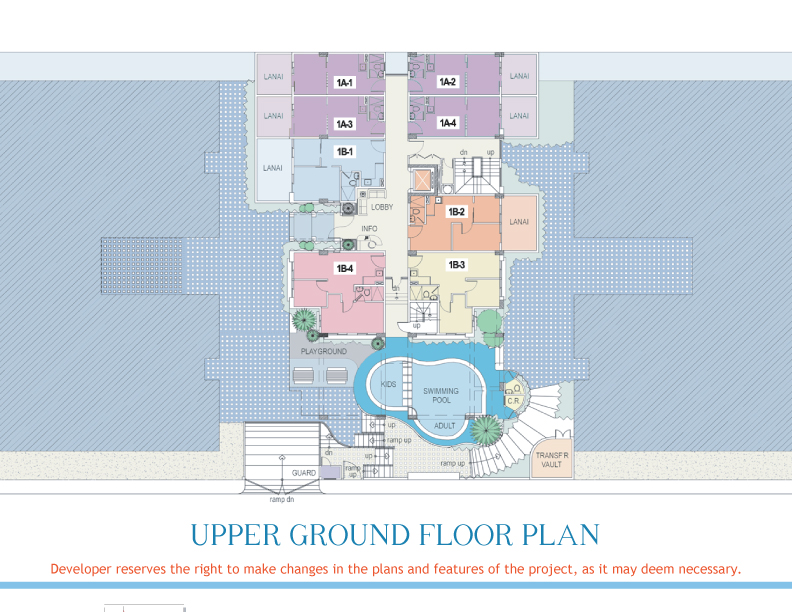 LANAI
1A-1
1A-2
LANAI
LANAI
1A-3
1A-4
LANAI
1B-1
dn
up
LANAI
LOBBY
1B-2
LANAI
INFO
1B-4
1B-3
dn
up
PLAYGROUND
KIDS
SWIMMING
POOL
C.R
ADULT
up
ramp up
dn
up
ramp up
TRANSF'R
VAULT
GUARD
ramp
up
ramp dn
UPPER GROUND FLOOR PLAN
Developer reserves the right to make changes in the plans and features of the project, as it may deem necessary.